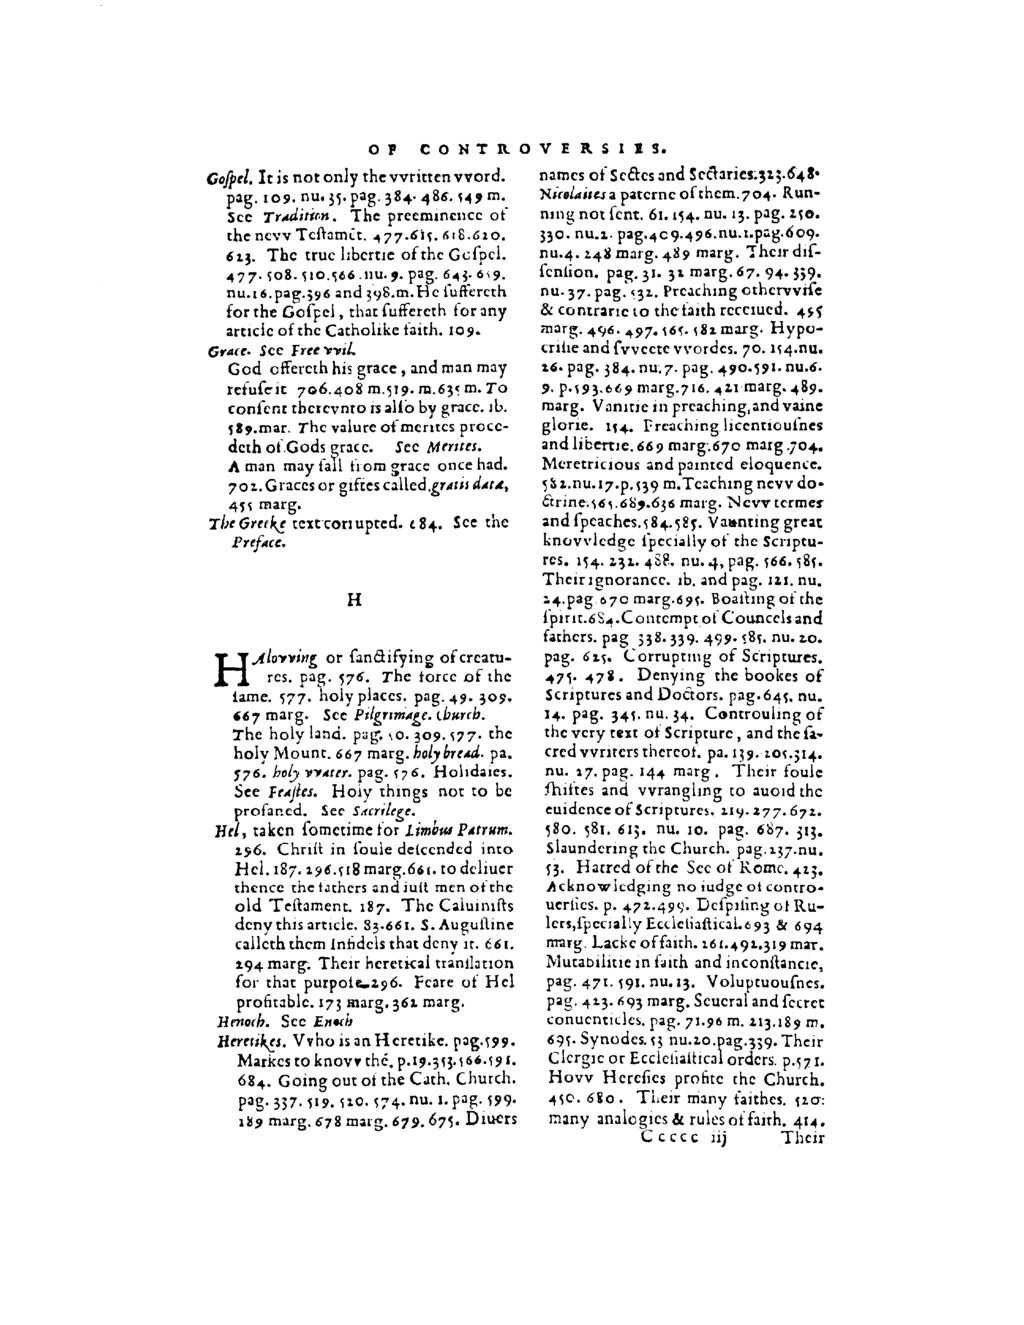 OF CONTROVERSIES.
Goſpel. It is not only the vvritten vvord.
pag. 109. nu. 35. pag. 384. 486. 549 m.
See Tradition. The preeminence of
the nevv Teſtamēt. 477. 615. 618. 620.
623. The true libertie of the Goſpel.
477. 508. 510. 566. nu. 9. pag. 643. 659.
nu. 16. pag. 396 and 398. m. He ſuffereth
for the Goſpel, that ſuffereth for any
article of the Catholike faith. 109.
Grace. See Free vvil.
God offereth his grace, and man may
refuſe it 706. 408 m. 519. m. 635 m. To
conſent therevnto is alſo by grace. ib.
589. mar. The valure of merites proce-
deth of Gods grace. See Merites.
A man may fall from grace once had.
702. Graces or giftes called, gratis data,
455 marg.
The Greeke text corrupted. 684. See the
Preface.
H
HAlovving or ſanctifying of creatu-
res. pag. 576. The force of the
ſame. 577. holy places. pag. 49. 309.
667 marg. See Pilgrimage. Church.
The holy land. pag. 50. 309. 577. the
holy Mount. 667 marg. holy bread. pa.
576. holy vvater. pag. 576. Holidaies.
See Feaſtes. Holy things not to be
profaned. See Sacrilege.
Hel, taken ſometime for Limbus Patrum.
296. Chriſt in ſoule deſcended into
Hel. 187. 296. 518 marg. 661. to deliuer
thence the fathers and iuſt men of the
old Teſtament. 187. The Caluiniſts
deny this article. 83. 661. S. Auguſtine
calleth them Infidels that deny it. 661.
294 marg. Their heretical tranſlation
for that purpoſe. 296. Feare of Hel
profitable. 173 marg. 362 marg.
Henoch. See Enoch
Heretikes. Vvho is an Heretike. pag. 599.
Markes to knovv thē. p. 19. 353. 566. 591.
684. Going out of the Cath. Church.
pag. 337. 519. 520. 574. nu. 1. pag. 599.
189 marg. 678 marg. 679. 675. Diuers
names of Sectes and Sectaries. 323. 648.
Nicolaites a paterne of them. 704. Run-
ning not ſent. 61. 154. nu. 13. pag. 250.
330. nu. 2. pag. 409. 496. nu. 1. pag. 609.
nu. 4. 248 marg. 489 marg. Their diſ-
ſenſion. pag. 31. 32 marg. 67. 94. 339.
nu. 37. pag. 532. Preaching othervviſe
& contrarie to the faith receiued. 455
marg. 496. 497. 565. 582 marg. Hypo-
criſie and ſvveete vvordes. 70. 154. nu.
26. pag. 384. nu. 7. pag. 490. 591. nu. 6.
9. p. 593. 669 marg. 716. 421 marg. 489.
marg. Vanitie in preaching, and vaine
glorie. 154. Preaching licentiouſnes
and libertie. 669 marg. 670 marg. 704.
Meretricious and painted eloquence.
582. nu. 17. p. 539 m. Teaching nevv do-
ctrine. 565. 689. 636 marg. Nevv termes
and ſpeaches. 584. 585. Vaunting great
knovvledge ſpecially of the Scriptu-
res. 154. 232. 488. nu. 4, pag. 566. 585.
Their ignorance. ib. and pag. 121. nu.
24. pag 670 marg. 695. Boaſting of the
ſpirit. 684. Contempt of Councels and
fathers. pag 338. 339. 499. 585. nu. 20.
pag. 625. Corrupting of Scriptures.
475. 478. Denying the bookes of
Scriptures and Doctors. pag. 645. nu.
14. pag. 345. nu. 34. Controuling of
the very text of Scripture, and the ſa-
cred vvriters thereof. pa. 139. 205. 314.
nu. 27. pag. 144 marg. Their foule
ſhiftes and vvrangling to auoid the
euidence of Scriptures. 219. 277. 672.
580. 581. 613. nu. 10. pag. 687. 313.
Slaundering the Church. pag. 237. nu.
53. Hatred of the See of Rome. 423.
Acknowledging no iudge of contro-
uerſies. p. 472. 499. Deſpiſing of Ru-
lers, ſpecially Eccleſiaſtical. 693 & 694
marg. Lacke of faith. 261. 492. 319 mar.
Mutabilitie in faith and inconſtancie,
pag. 471. 591. nu. 13. Voluptuouſnes.
pag. 423. 693 marg. Seueral and ſecret
conuenticles. pag. 71. 96 m. 213. 189 m.
695. Synodes. 53 nu. 20. pag. 339. Their
Clergie or Eccleſiaſtical orders. p. 571.
Hovv Hereſies profite the Church.
450. 680. Their many faithes. 520:
many analogies & rules of faith. 414.
Ccccc iij Their